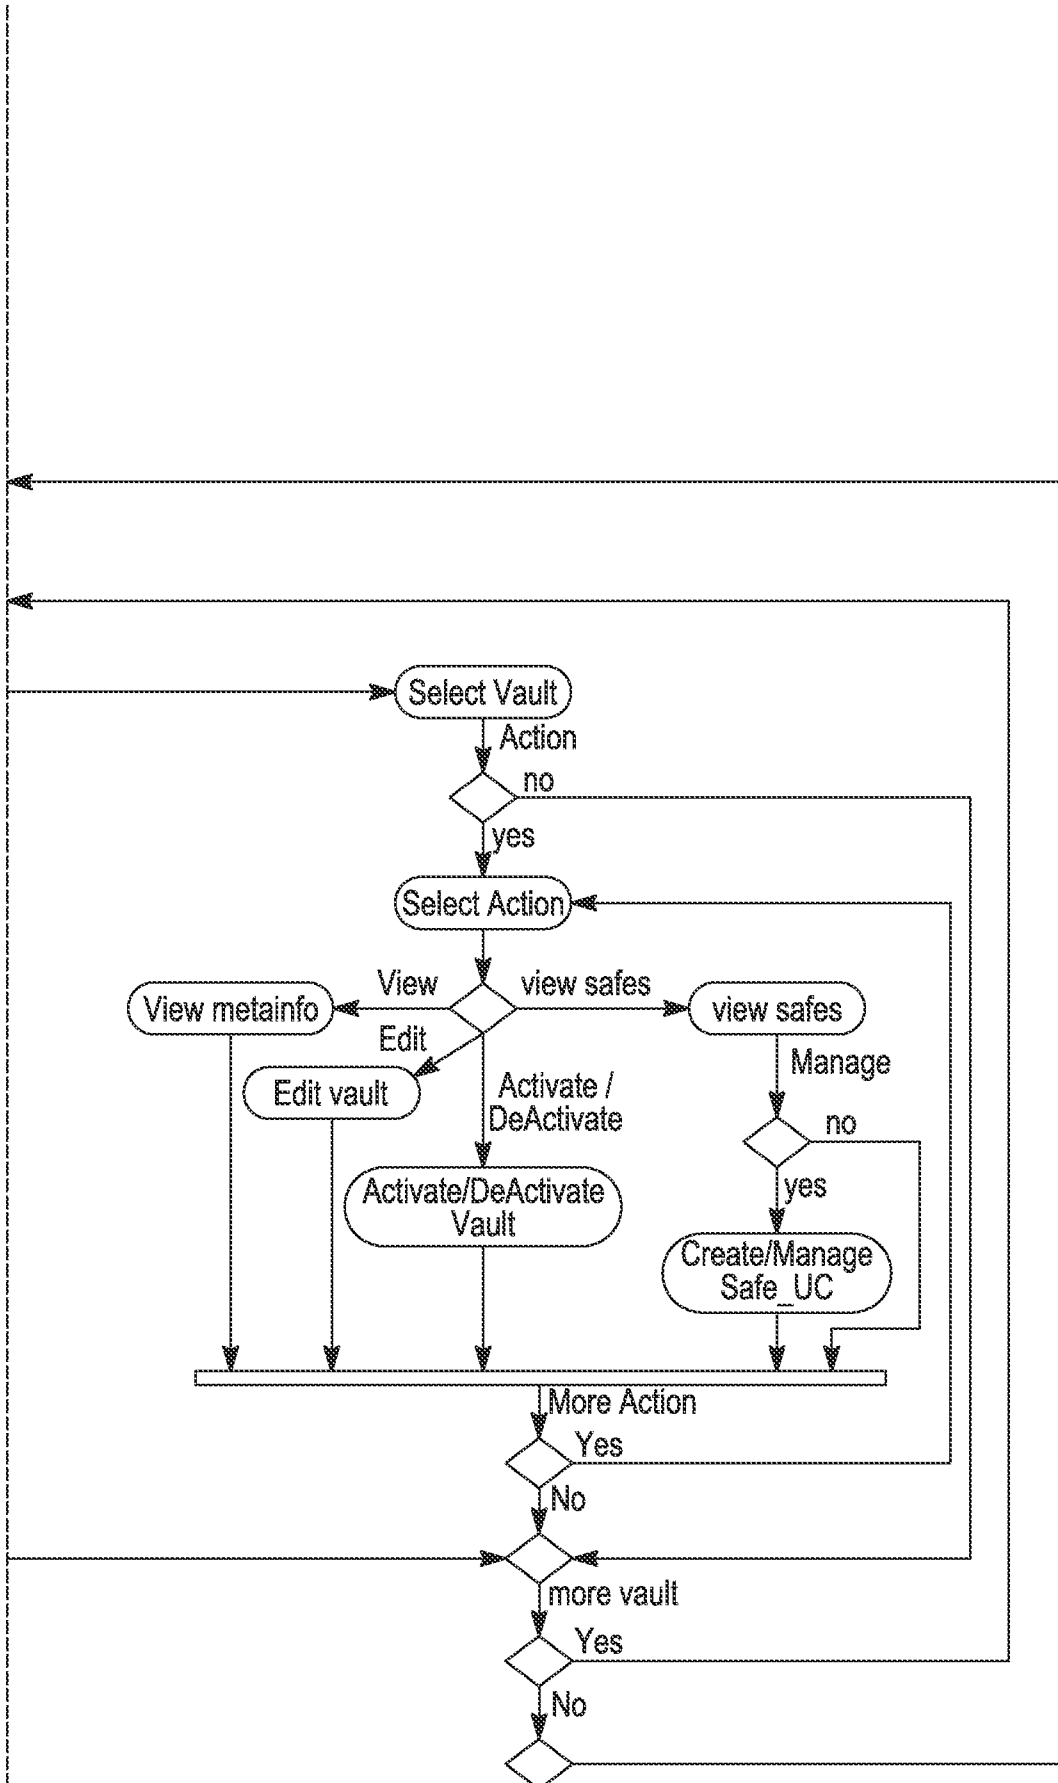 Select Vault
Action
no
yes
Select Action
View
view safes
View metainfo
view safes
Edit
Manage
Edit vault
Activate /
DeActivate
no
Activate/DeActivate
Vault
yes
Create/Manage
Safe_UC
More Action
Yes
No
more vault
Yes
No